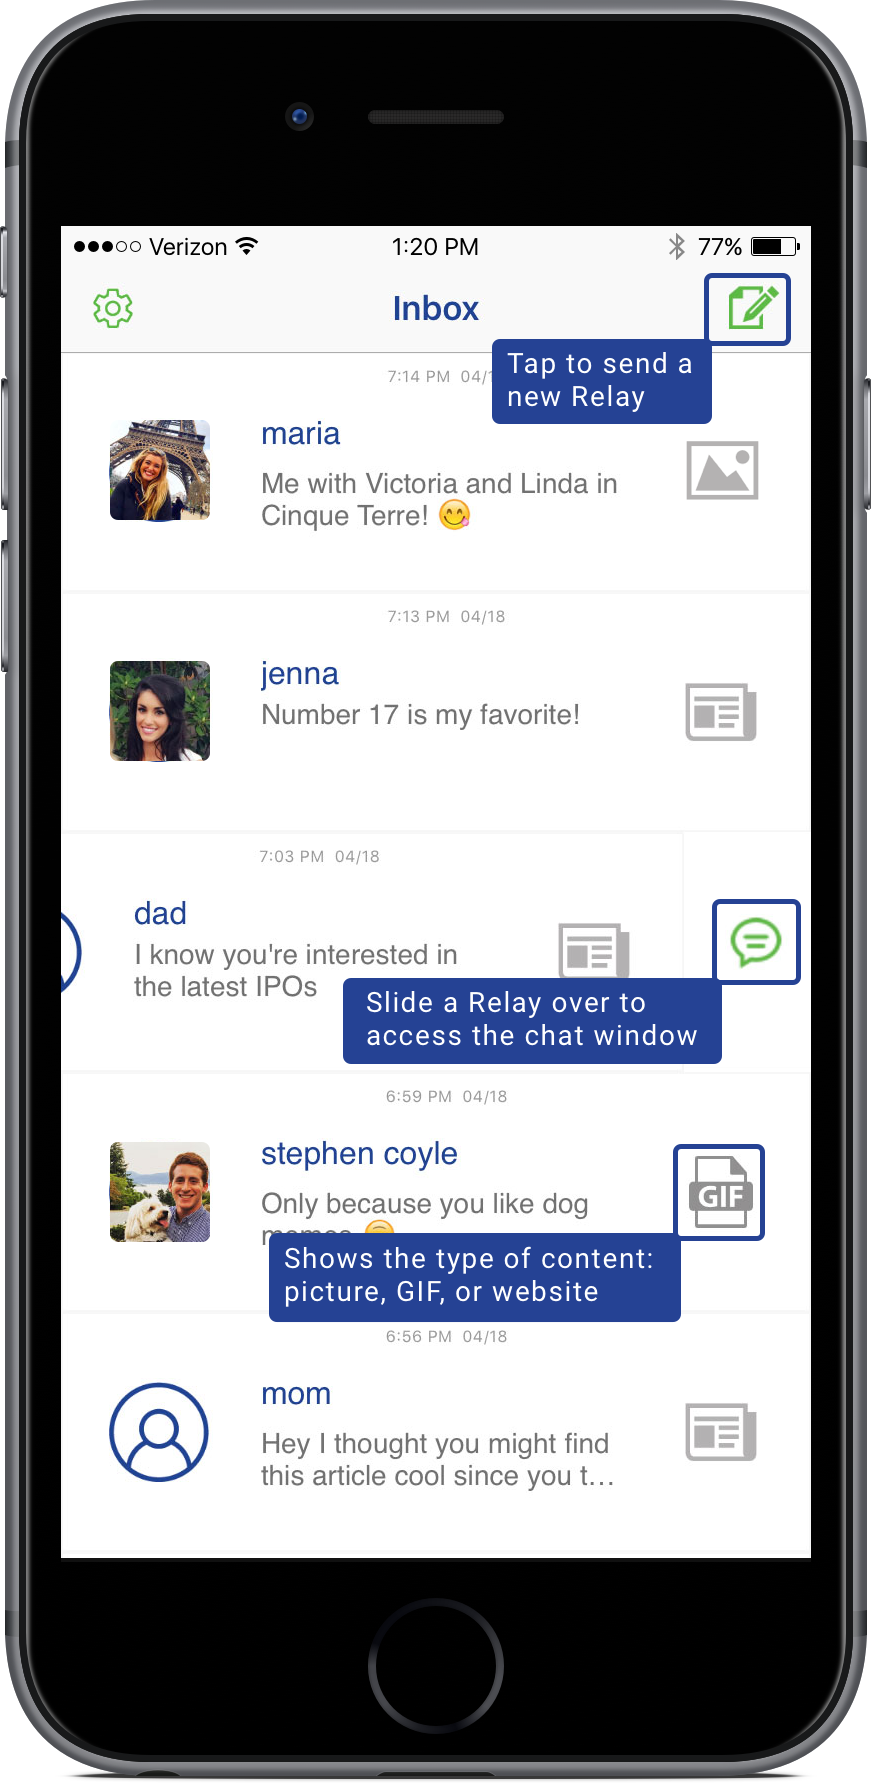 Verizon 1:20 PM 77%
Inbox
Tap to send a
new Relay
7:14 PM
maria
Me with Victoria and Linda in
Cinque Terre! 😋
7:13 PM 04/18
jenna
Number 17 is my favorite!
7:03 PM 04/18
dad
I know you're interested in
the latest IPOs
Slide a Relay over to
access the chat window
6:59 PM 04/18
stephen coyle
Only because you like dog
GIF
Shows the type of content:
picture, GIF, or website
6:56 PM 04/18
mom
Hey I thought you might find
this article cool since you t...